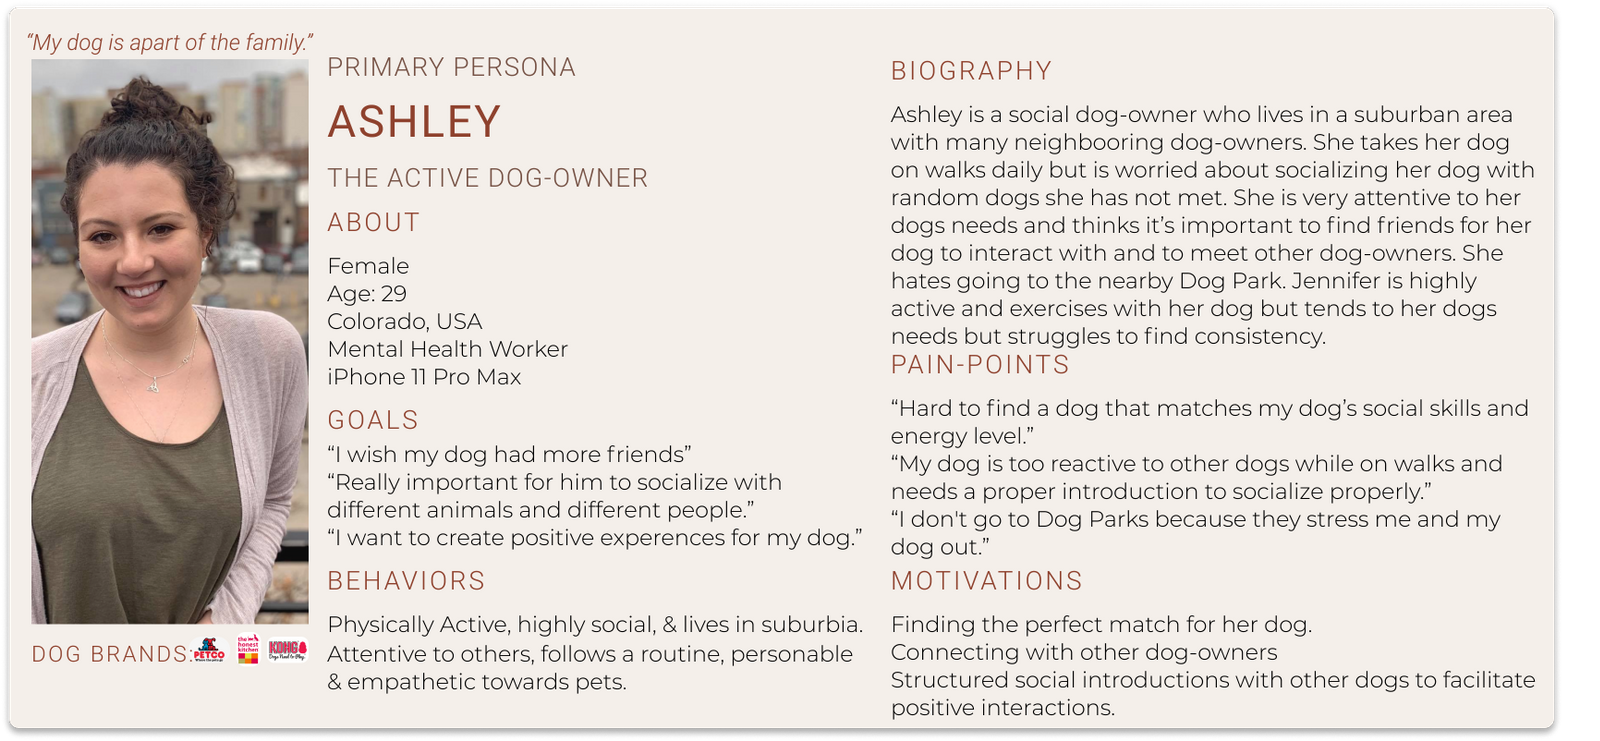 “My dog is apart of the family.”
PRIMARY PERSONA
ASHLEY
THE ACTIVE DOG-OWNER
ABOUT
Female
Age: 29
Colorado, USA
Mental Health Worker
iPhone 11 Pro Max
GOALS
“I wish my dog had more friends”
“Really important for him to socialize with
different animals and different people.”
“I want to create positive experences for my dog.”
BEHAVIORS
Physically Active, highly social, & lives in suburbia.
Attentive to others, follows a routine, personable
& empathetic towards pets.
DOG BRANDS:
PETCO
the
honest
kitchen
KONG
BIOGRAPHY
Ashley is a social dog-owner who lives in a suburban area
with many neighbooring dog-owners. She takes her dog
on walks daily but is worried about socializing her dog with
random dogs she has not met. She is very attentive to her
dogs needs and thinks it’s important to find friends for her
dog to interact with and to meet other dog-owners. She
hates going to the nearby Dog Park. Jennifer is highly
active and exercises with her dog but tends to her dogs
needs but struggles to find consistency.
PAIN-POINTS
“Hard to find a dog that matches my dog’s social skills and
energy level.”
“My dog is too reactive to other dogs while on walks and
needs a proper introduction to socialize properly.”
“I don't go to Dog Parks because they stress me and my
dog out.”
MOTIVATIONS
Finding the perfect match for her dog.
Connecting with other dog-owners
Structured social introductions with other dogs to facilitate
positive interactions.